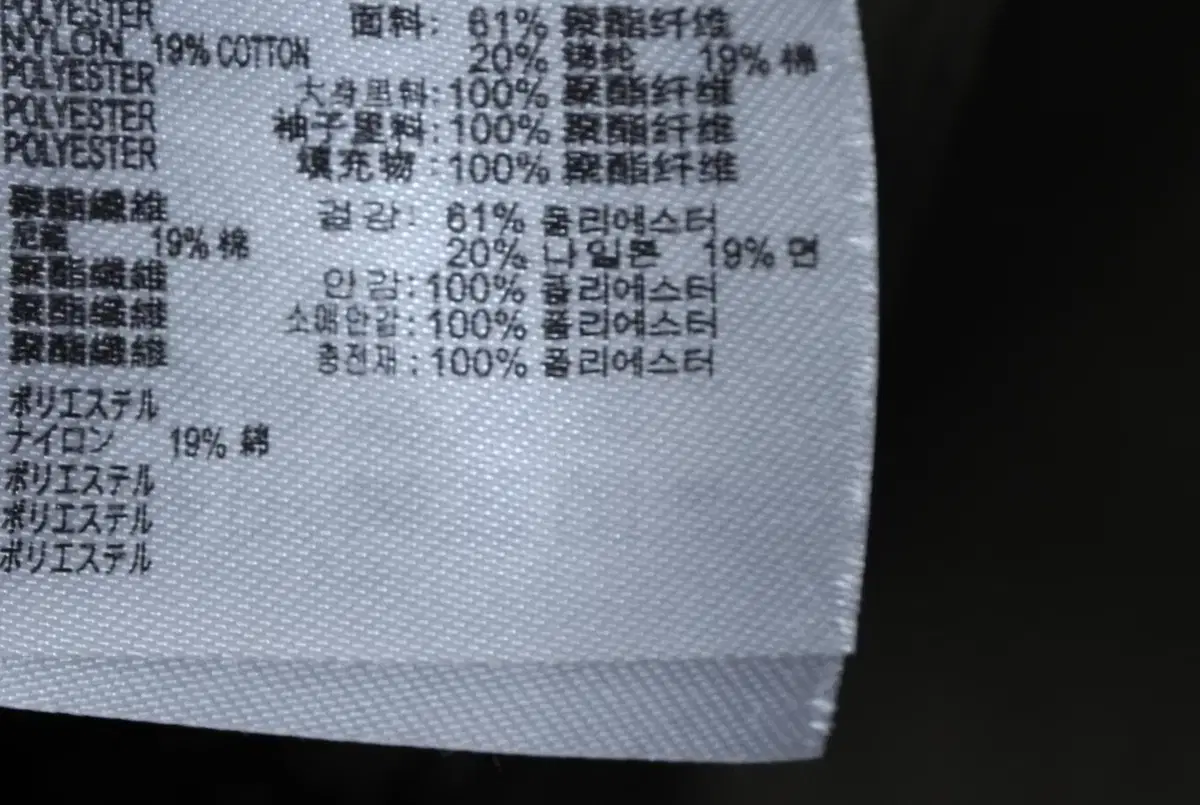 POLYESTER
NYLON 19% COTTON
POLYESTER
POLYESTER
POLYESTER
聚酯纖維
尼龍 19% 棉
聚酯纖維
聚酯纖維
聚酯纖維
ポリエステル
ナイロン 19% 綿
ポリエステル
ポリエステル
ポリエステル
面料: 61% 聚酯纤维
20% 锦纶 19% 棉
大身里料: 100% 聚酯纤维
袖子里料: 100% 聚酯纤维
填充物: 100% 聚酯纤维
겉감: 61% 폴리에스터
20% 나일론 19% 면
안감: 100% 폴리에스터
소매안감: 100% 폴리에스터
충전재: 100% 폴리에스터